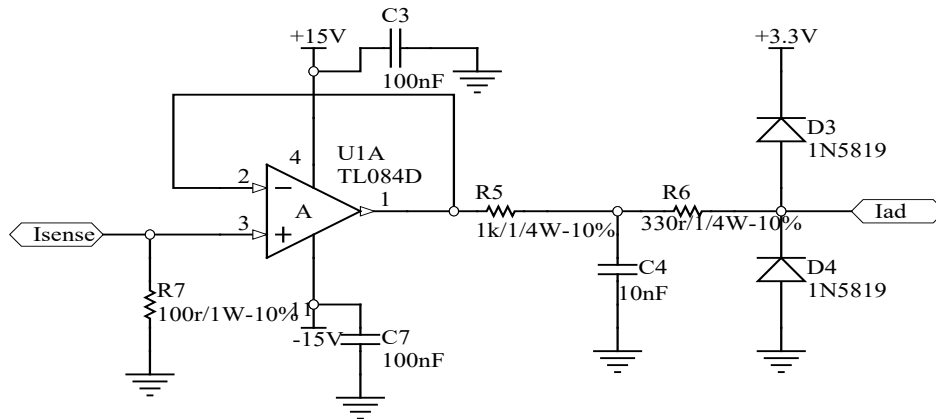 C3
+15V
100nF
+3.3V
D3
1N5819
U1A
TL084D
4
2
1
A
3
R5
1k/1/4W-10%
R6
330r/1/4W-10%
Iad
Isense
R7
100r/1W-10%
11
-15V
C7
100nF
C4
10nF
D4
1N5819